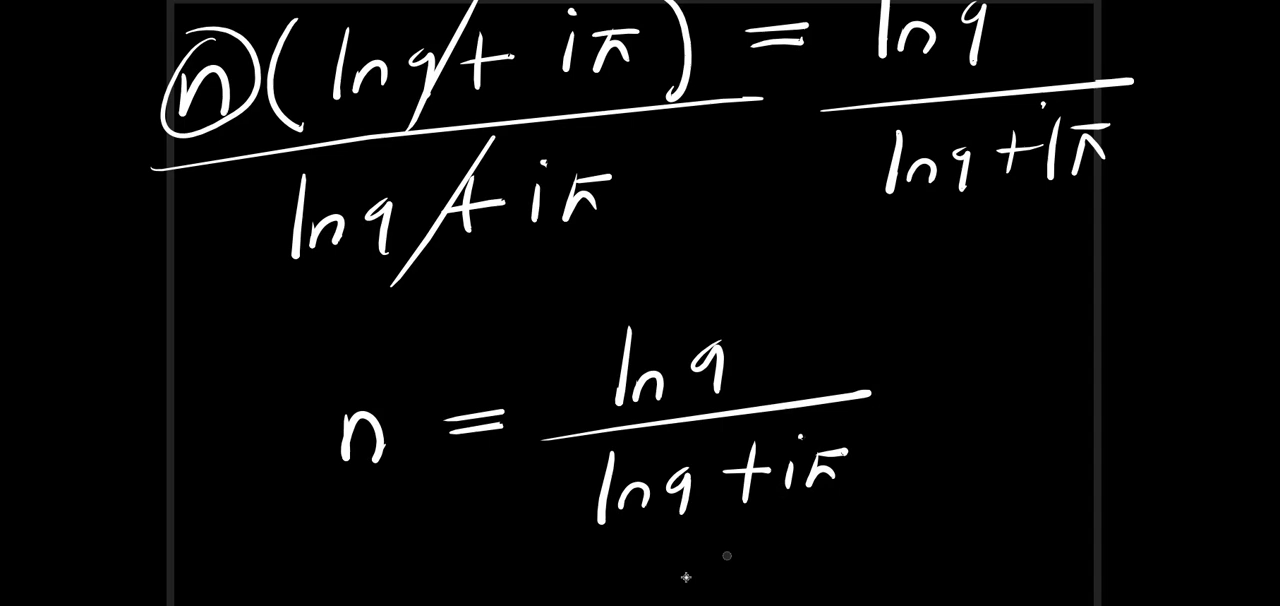 n(ln9 + iπ) = ln9
ln9 + iπ ln9 + iπ
n = ln9
ln9 + iπ